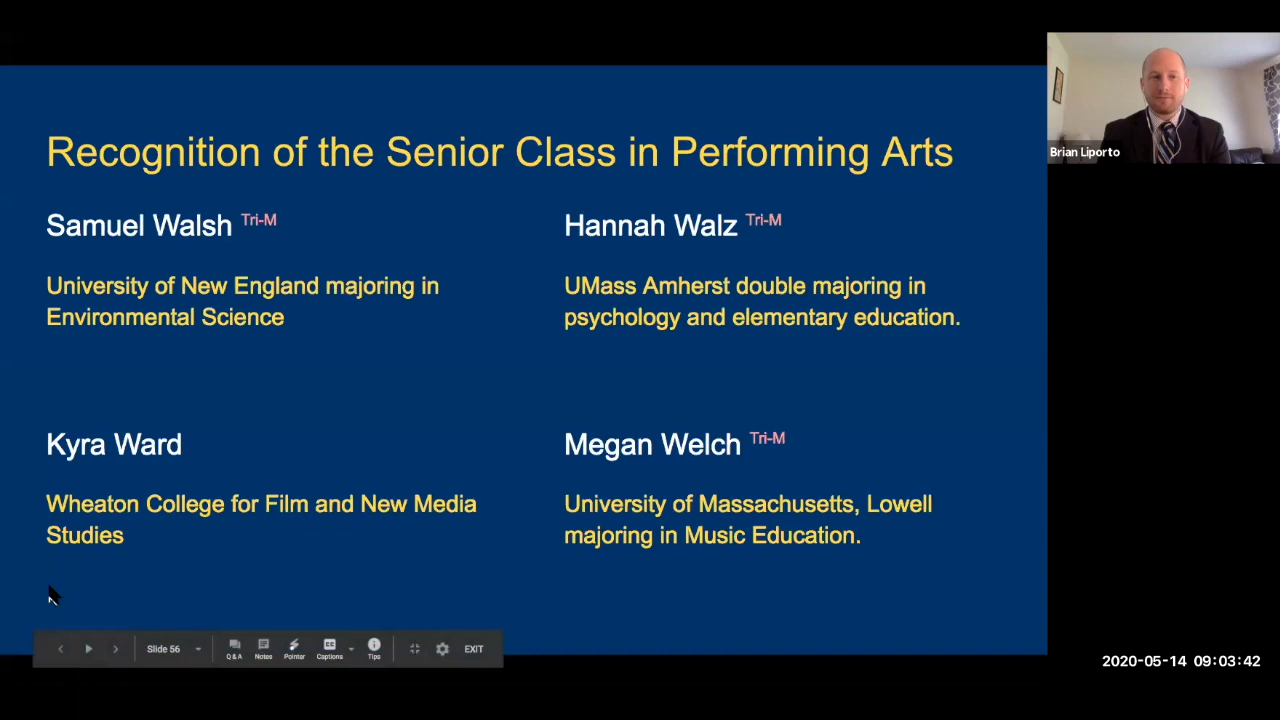 Recognition of the Senior Class in Performing Arts
Samuel Walsh Tri-M
University of New England majoring in
Environmental Science
Hannah Walz Tri-M
UMass Amherst double majoring in
psychology and elementary education.
Kyra Ward
Wheaton College for Film and New Media
Studies
Megan Welch Tri-M
University of Massachusetts, Lowell
majoring in Music Education.
Brian Liporto
Slide 56
Q & A
Notes
Pointer
CC
Captions
Tips
EXIT
2020-05-14 09:03:42